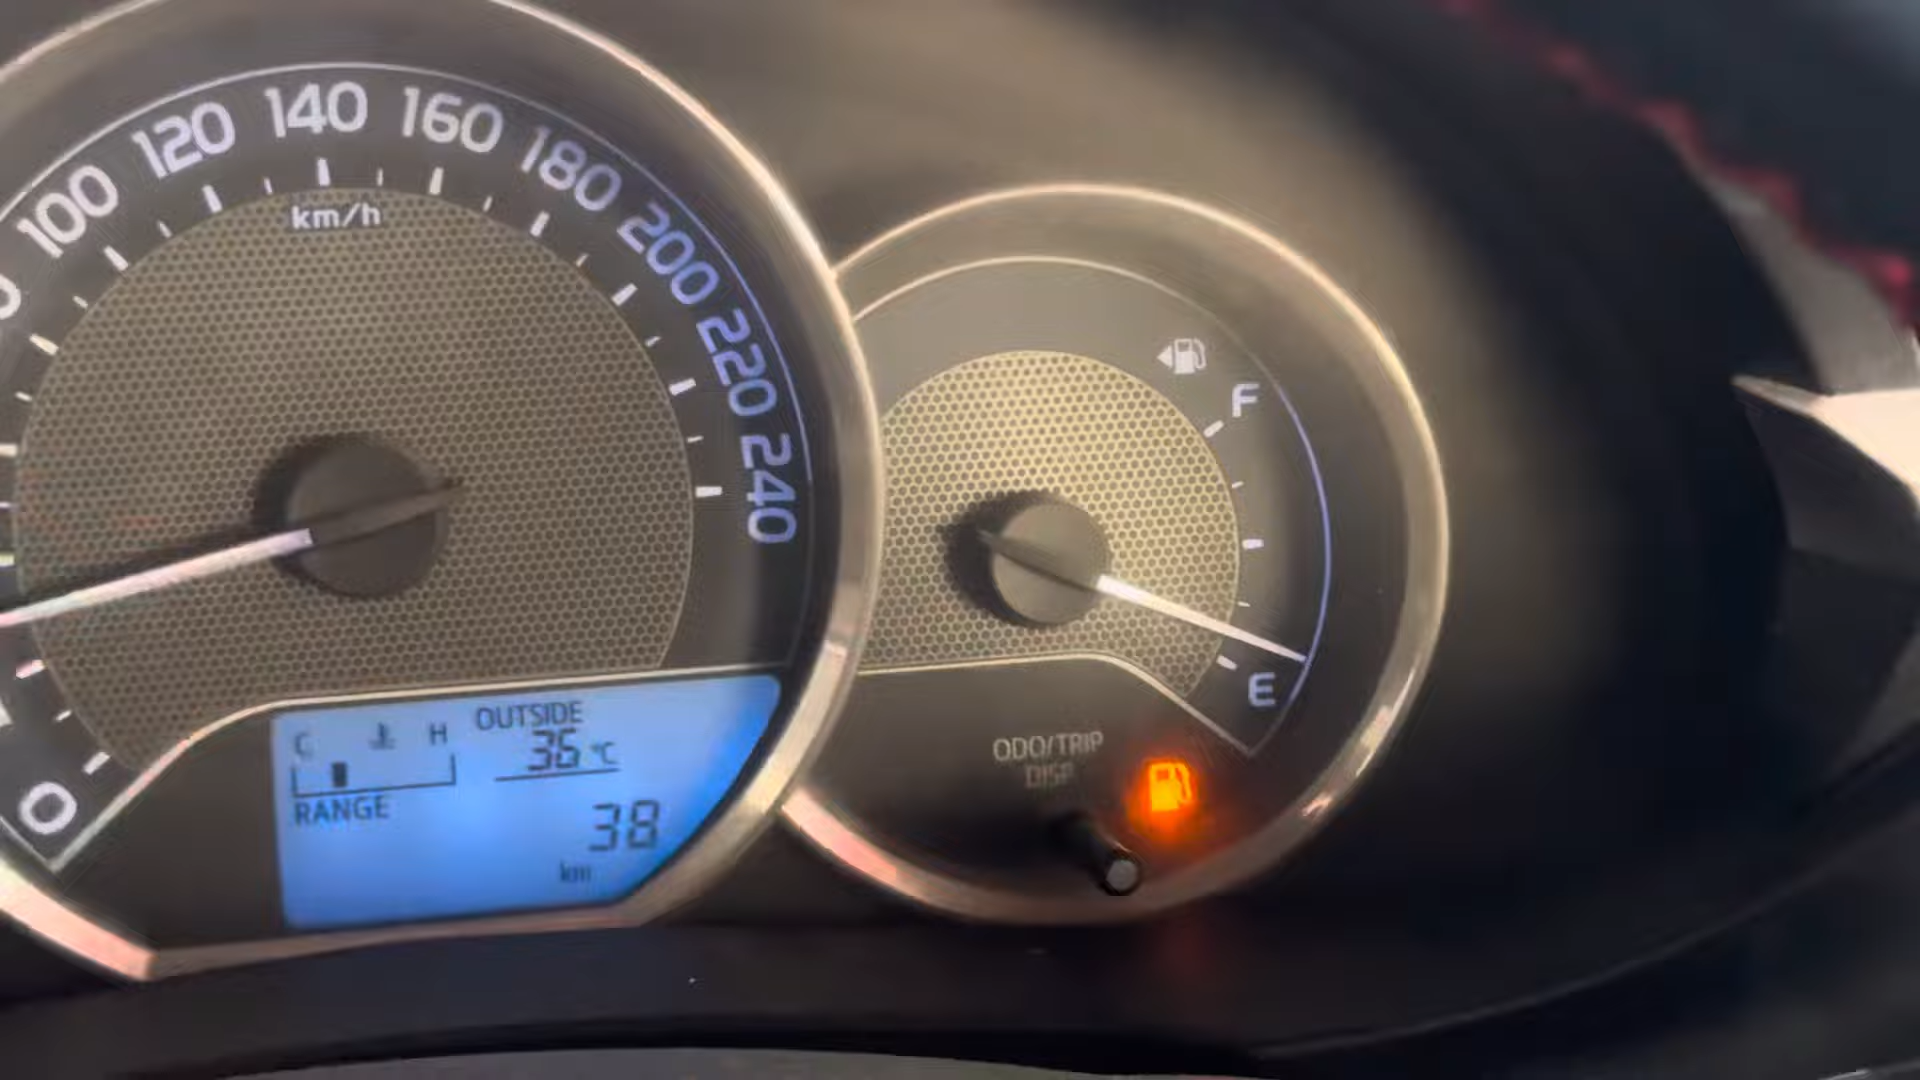 100
120
140
160
180
200
220
240
km/h
0
C H
OUTSIDE
36 °C
RANGE
38
km
F
E
ODO/TRIP
DISP